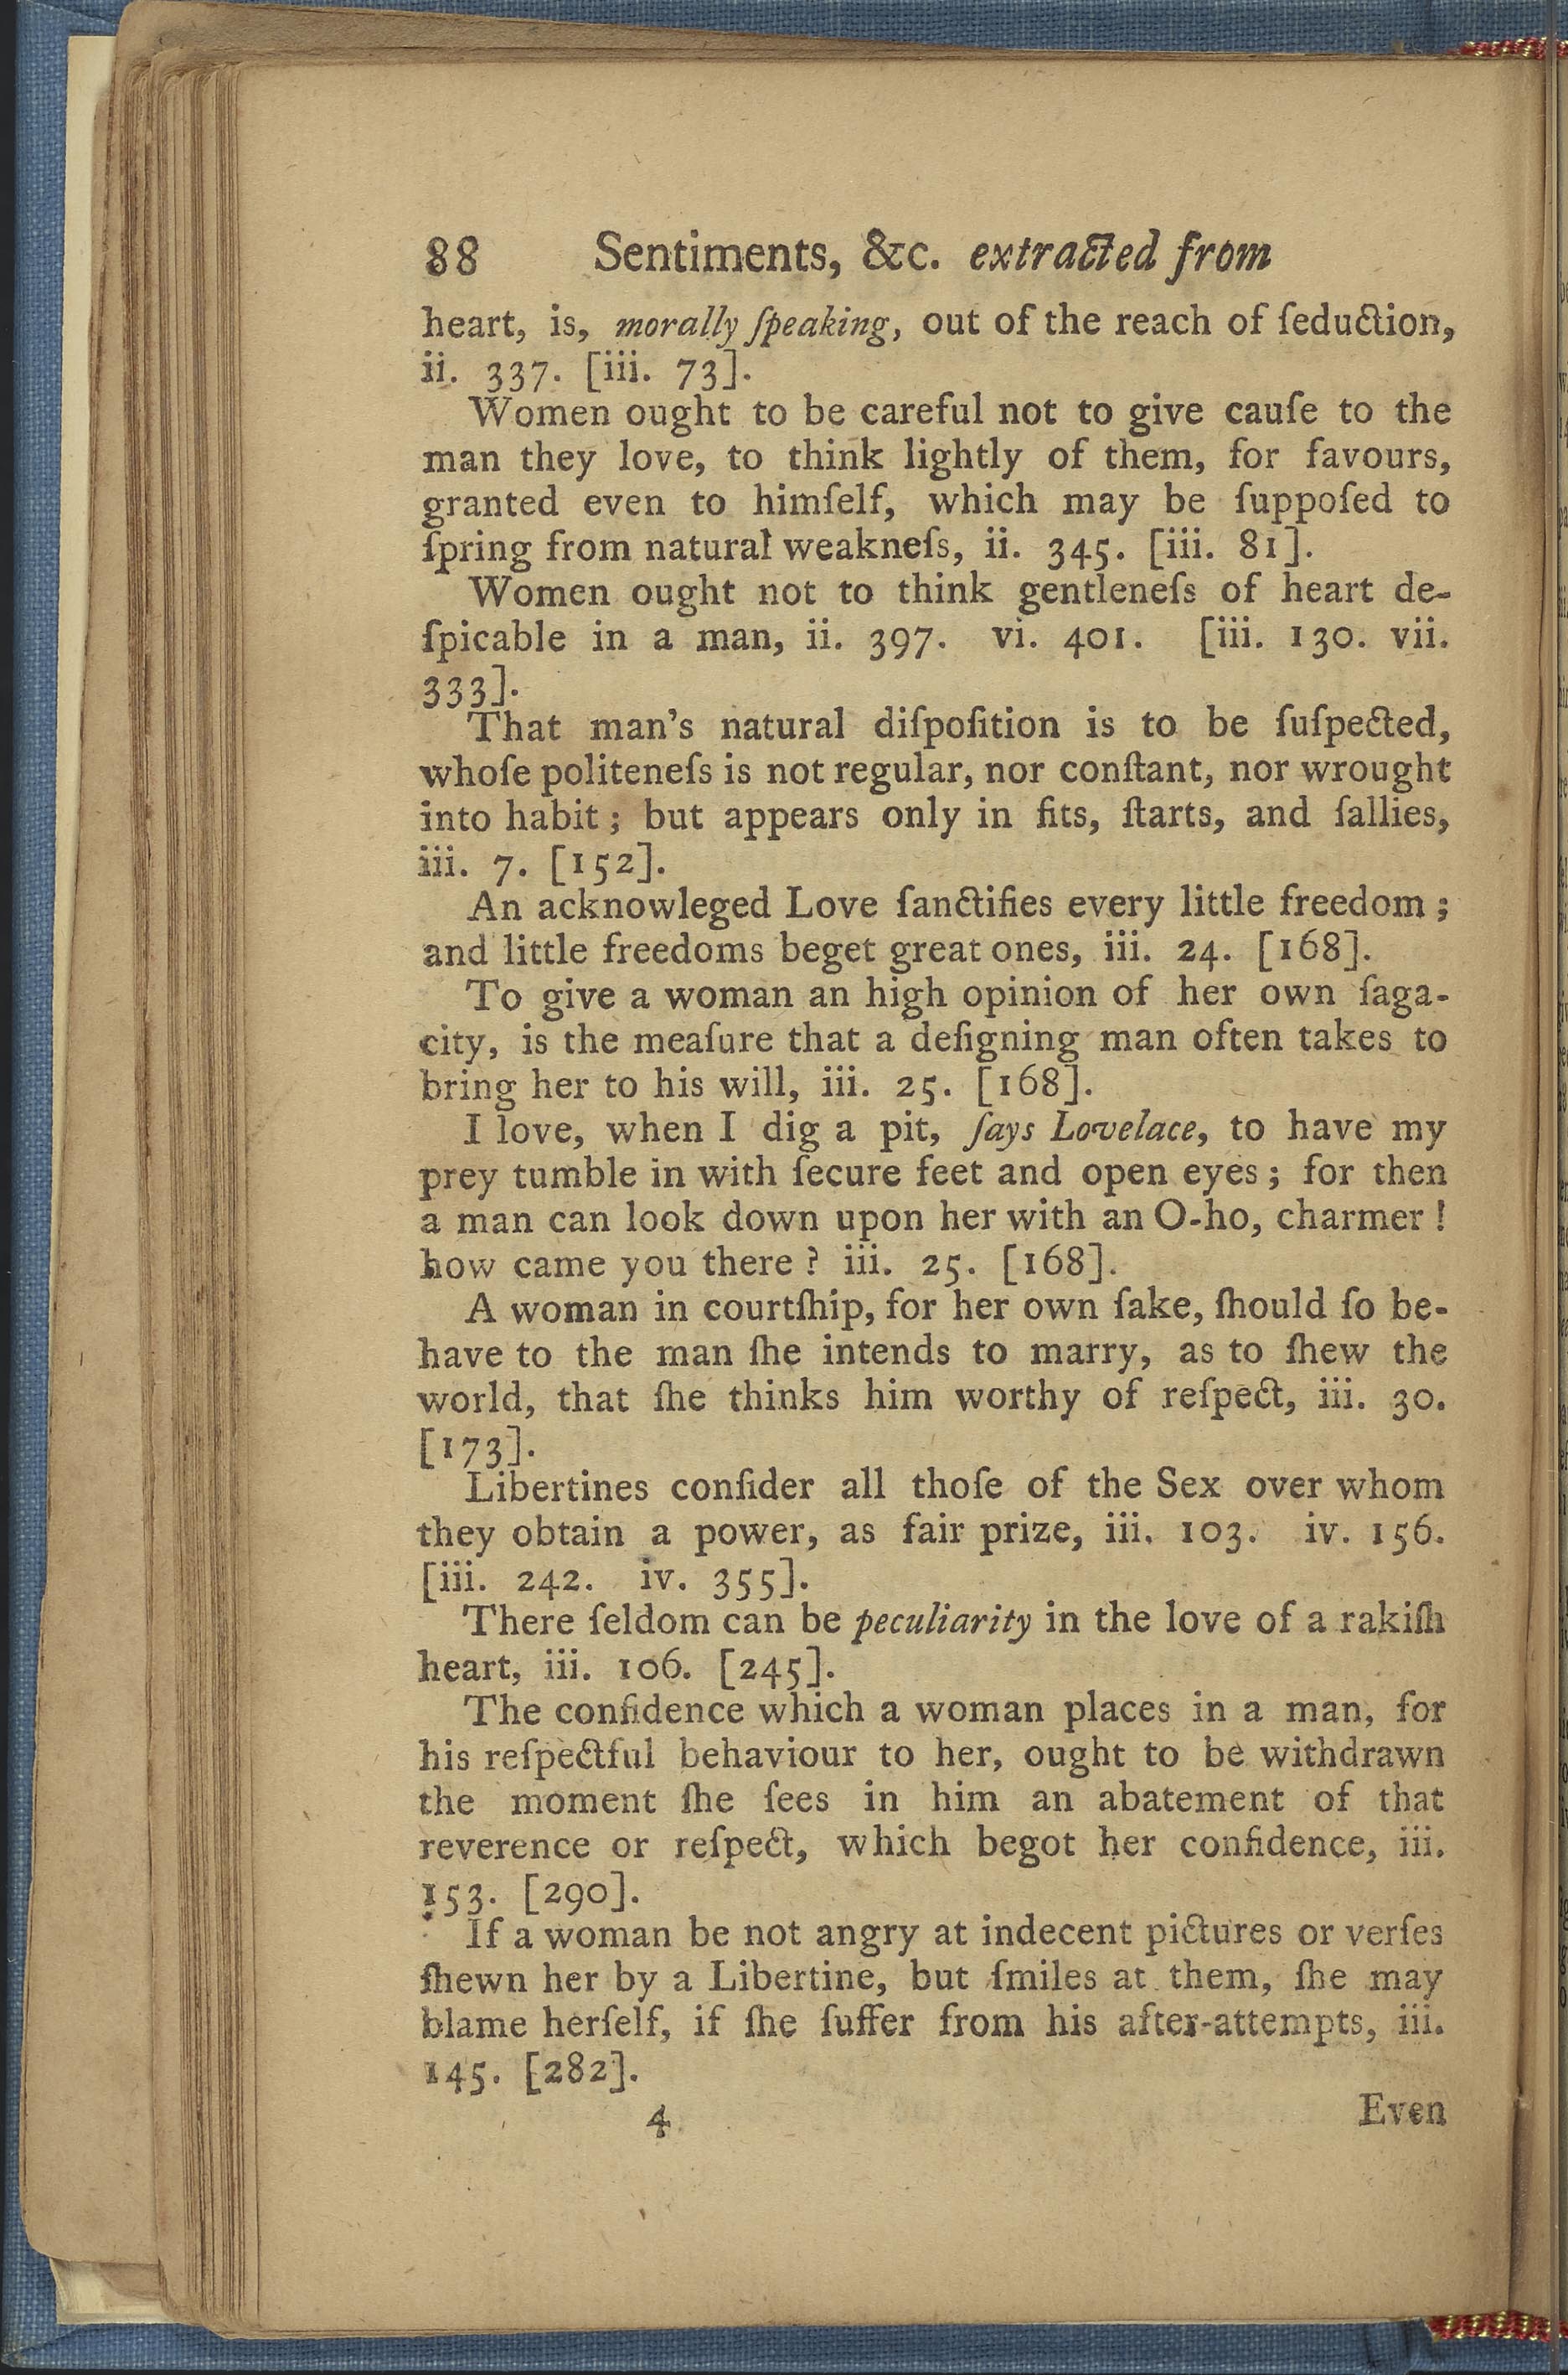 88 Sentiments, &c. extracted from
heart, is, morally ſpeaking, out of the reach of ſeduction,
ii. 337. [iii. 73].
Women ought to be careful not to give cauſe to the
man they love, to think lightly of them, for favours,
granted even to himſelf, which may be ſuppoſed to
ſpring from natural weakneſs, ii. 345. [iii. 81].
Women ought not to think gentleneſs of heart de-
ſpicable in a man, ii. 397. vi. 401. [iii. 130. vii.
333].
That man's natural diſpoſition is to be ſuſpected,
whoſe politeneſs is not regular, nor conſtant, nor wrought
into habit; but appears only in fits, ſtarts, and ſallies,
iii. 7. [152].
An acknowleged Love ſanctifies every little freedom;
and little freedoms beget great ones, iii. 24. [168].
To give a woman an high opinion of her own ſaga-
city, is the meaſure that a deſigning man often takes to
bring her to his will, iii. 25. [168].
I love, when I dig a pit, ſays Lovelace, to have my
prey tumble in with ſecure feet and open eyes; for then
a man can look down upon her with an O-ho, charmer!
how came you there? iii. 25. [168].
A woman in courtſhip, for her own ſake, ſhould ſo be-
have to the man ſhe intends to marry, as to ſhew the
world, that ſhe thinks him worthy of reſpect, iii. 30.
[173].
Libertines conſider all thoſe of the Sex over whom
they obtain a power, as fair prize, iii. 103. iv. 156.
[iii. 242. iv. 355].
There ſeldom can be peculiarity in the love of a rakiſh
heart, iii. 106. [245].
The confidence which a woman places in a man, for
his reſpectful behaviour to her, ought to be withdrawn
the moment ſhe ſees in him an abatement of that
reverence or reſpect, which begot her confidence, iii.
153. [290].
If a woman be not angry at indecent pictures or verſes
ſhewn her by a Libertine, but ſmiles at them, ſhe may
blame herſelf, if ſhe ſuffer from his after-attempts, iii.
145. [282].
4 Even